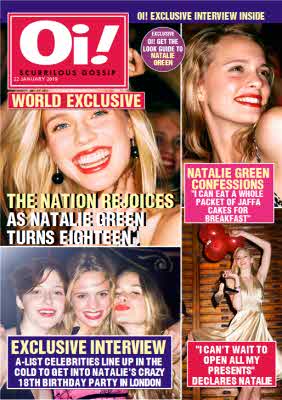 OI! EXCLUSIVE INTERVIEW INSIDE
Oi!
SCURRILOUS GOSSIP
22 JANUARY 2019
EXCLUSIVE
OI! GET THE
LOOK GUIDE TO
NATALIE
GREEN
WORLD EXCLUSIVE
THE NATION REJOICES
AS NATALIE GREEN
TURNS EIGHTEEN"
NATALIE GREEN
CONFESSIONS
"I CAN EAT A WHOLE
PACKET OF JAFFA
CAKES FOR
BREAKFAST"
EXCLUSIVE INTERVIEW
A-LIST CELEBRITIES LINE UP IN THE
COLD TO GET INTO NATALIE'S CRAZY
18TH BIRTHDAY PARTY IN LONDON
"I CAN'T WAIT TO
OPEN ALL MY
PRESENTS"
DECLARES NATALIE